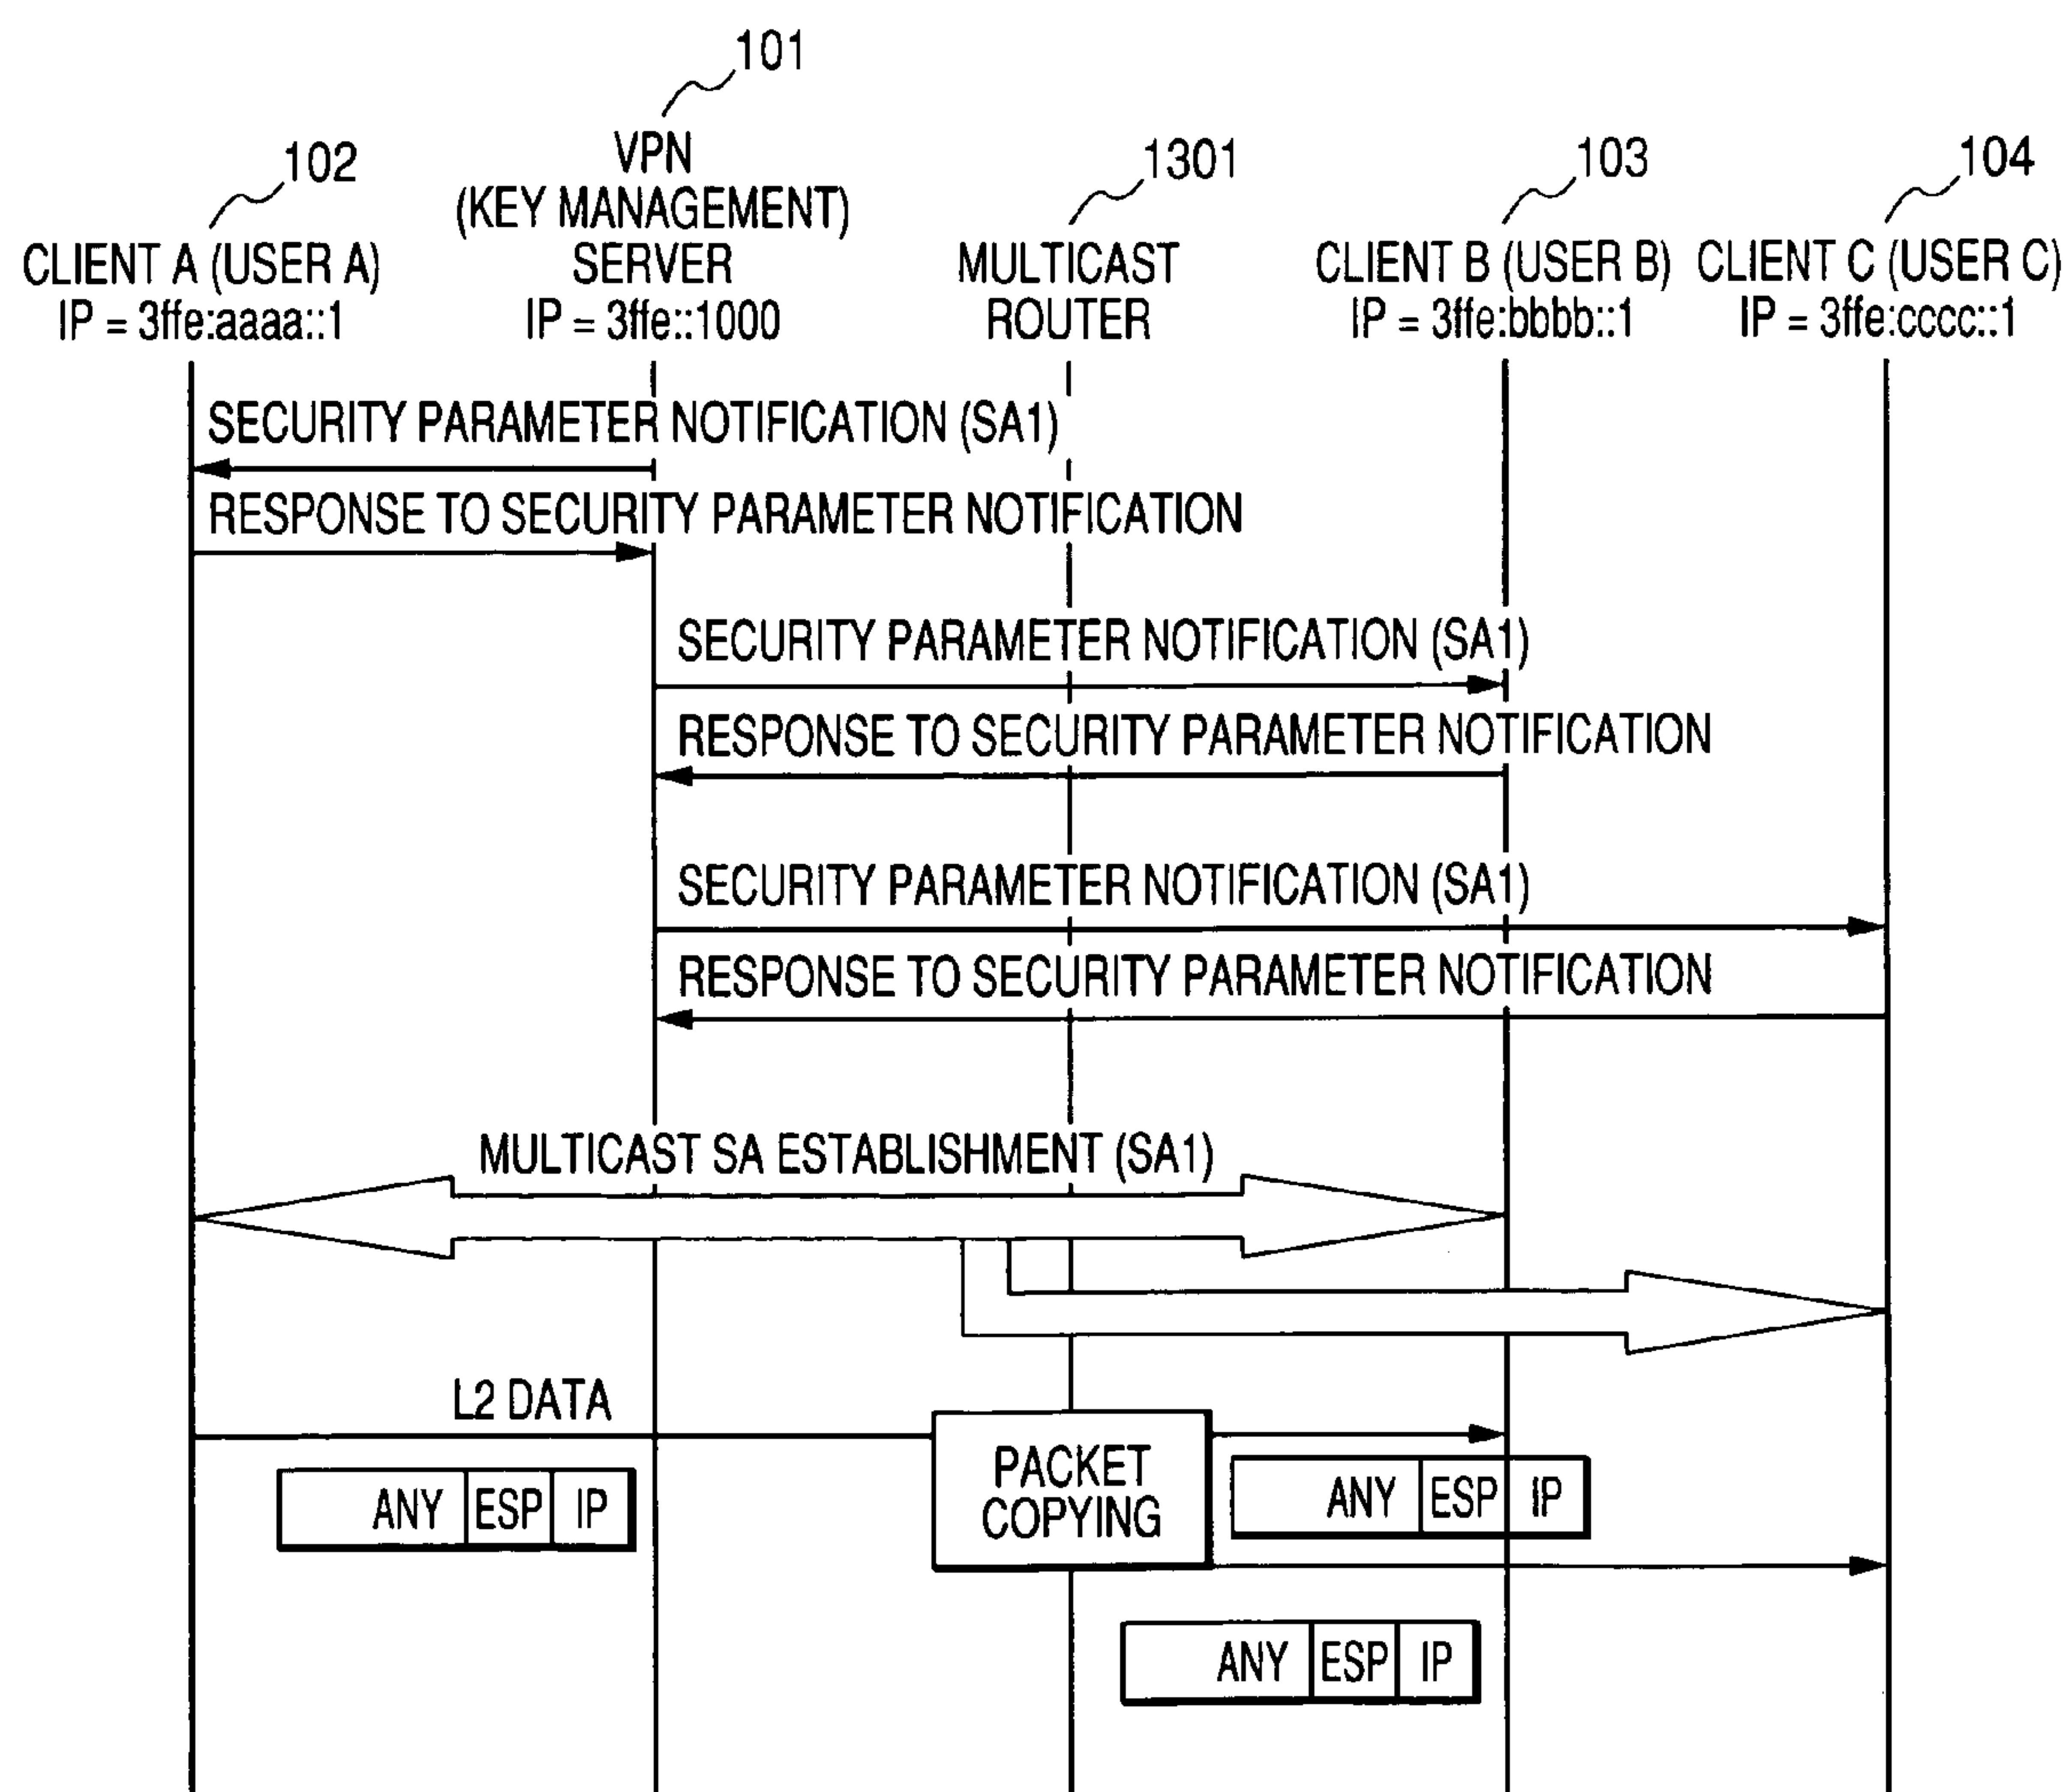 101
102
VPN
(KEY MANAGEMENT)
SERVER
IP = 3ffe::1000
1301
103
104
CLIENT A (USER A)
IP = 3ffe:aaaa::1
MULTICAST
ROUTER
CLIENT B (USER B)
IP = 3ffe:bbbb::1
CLIENT C (USER C)
IP = 3ffe:cccc::1
SECURITY PARAMETER NOTIFICATION (SA1)
RESPONSE TO SECURITY PARAMETER NOTIFICATION
SECURITY PARAMETER NOTIFICATION (SA1)
RESPONSE TO SECURITY PARAMETER NOTIFICATION
SECURITY PARAMETER NOTIFICATION (SA1)
RESPONSE TO SECURITY PARAMETER NOTIFICATION
MULTICAST SA ESTABLISHMENT (SA1)
L2 DATA
PACKET
COPYING
ANY ESP IP
ANY ESP IP
ANY ESP IP